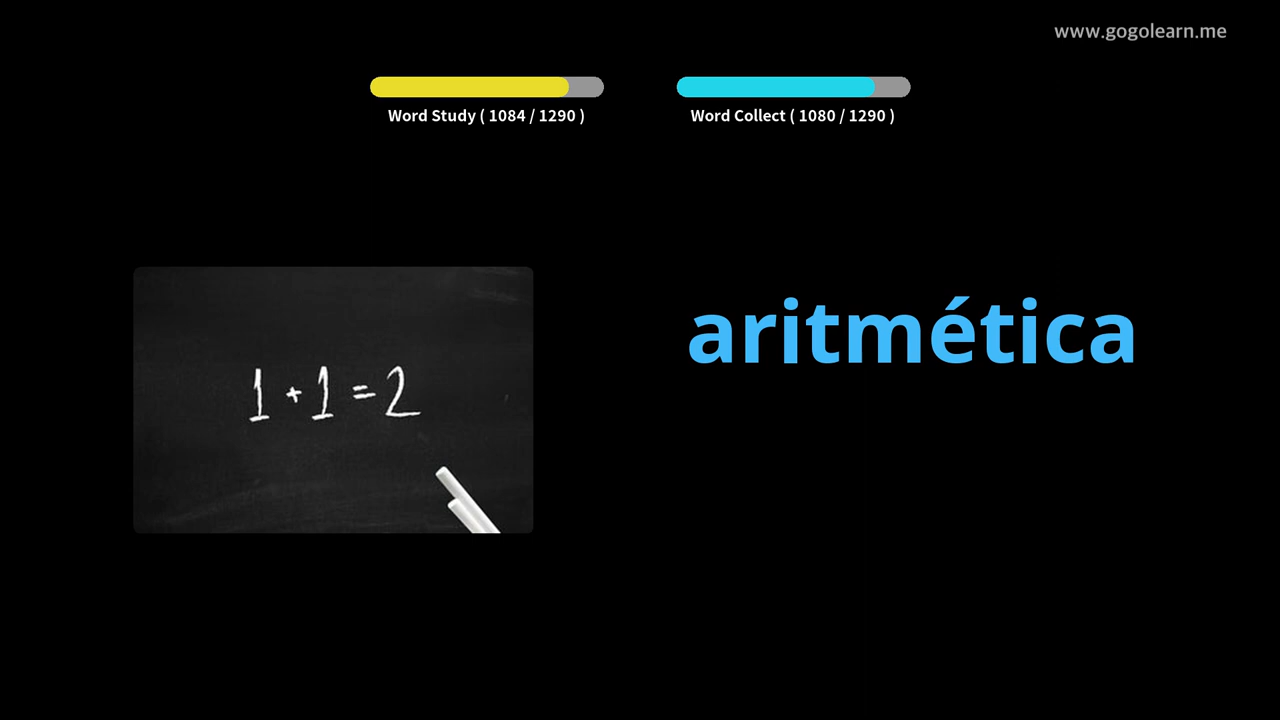 www.gogolearn.me
Word Study ( 1084 / 1290 )
Word Collect ( 1080 / 1290 )
1 + 1 = 2
aritmética